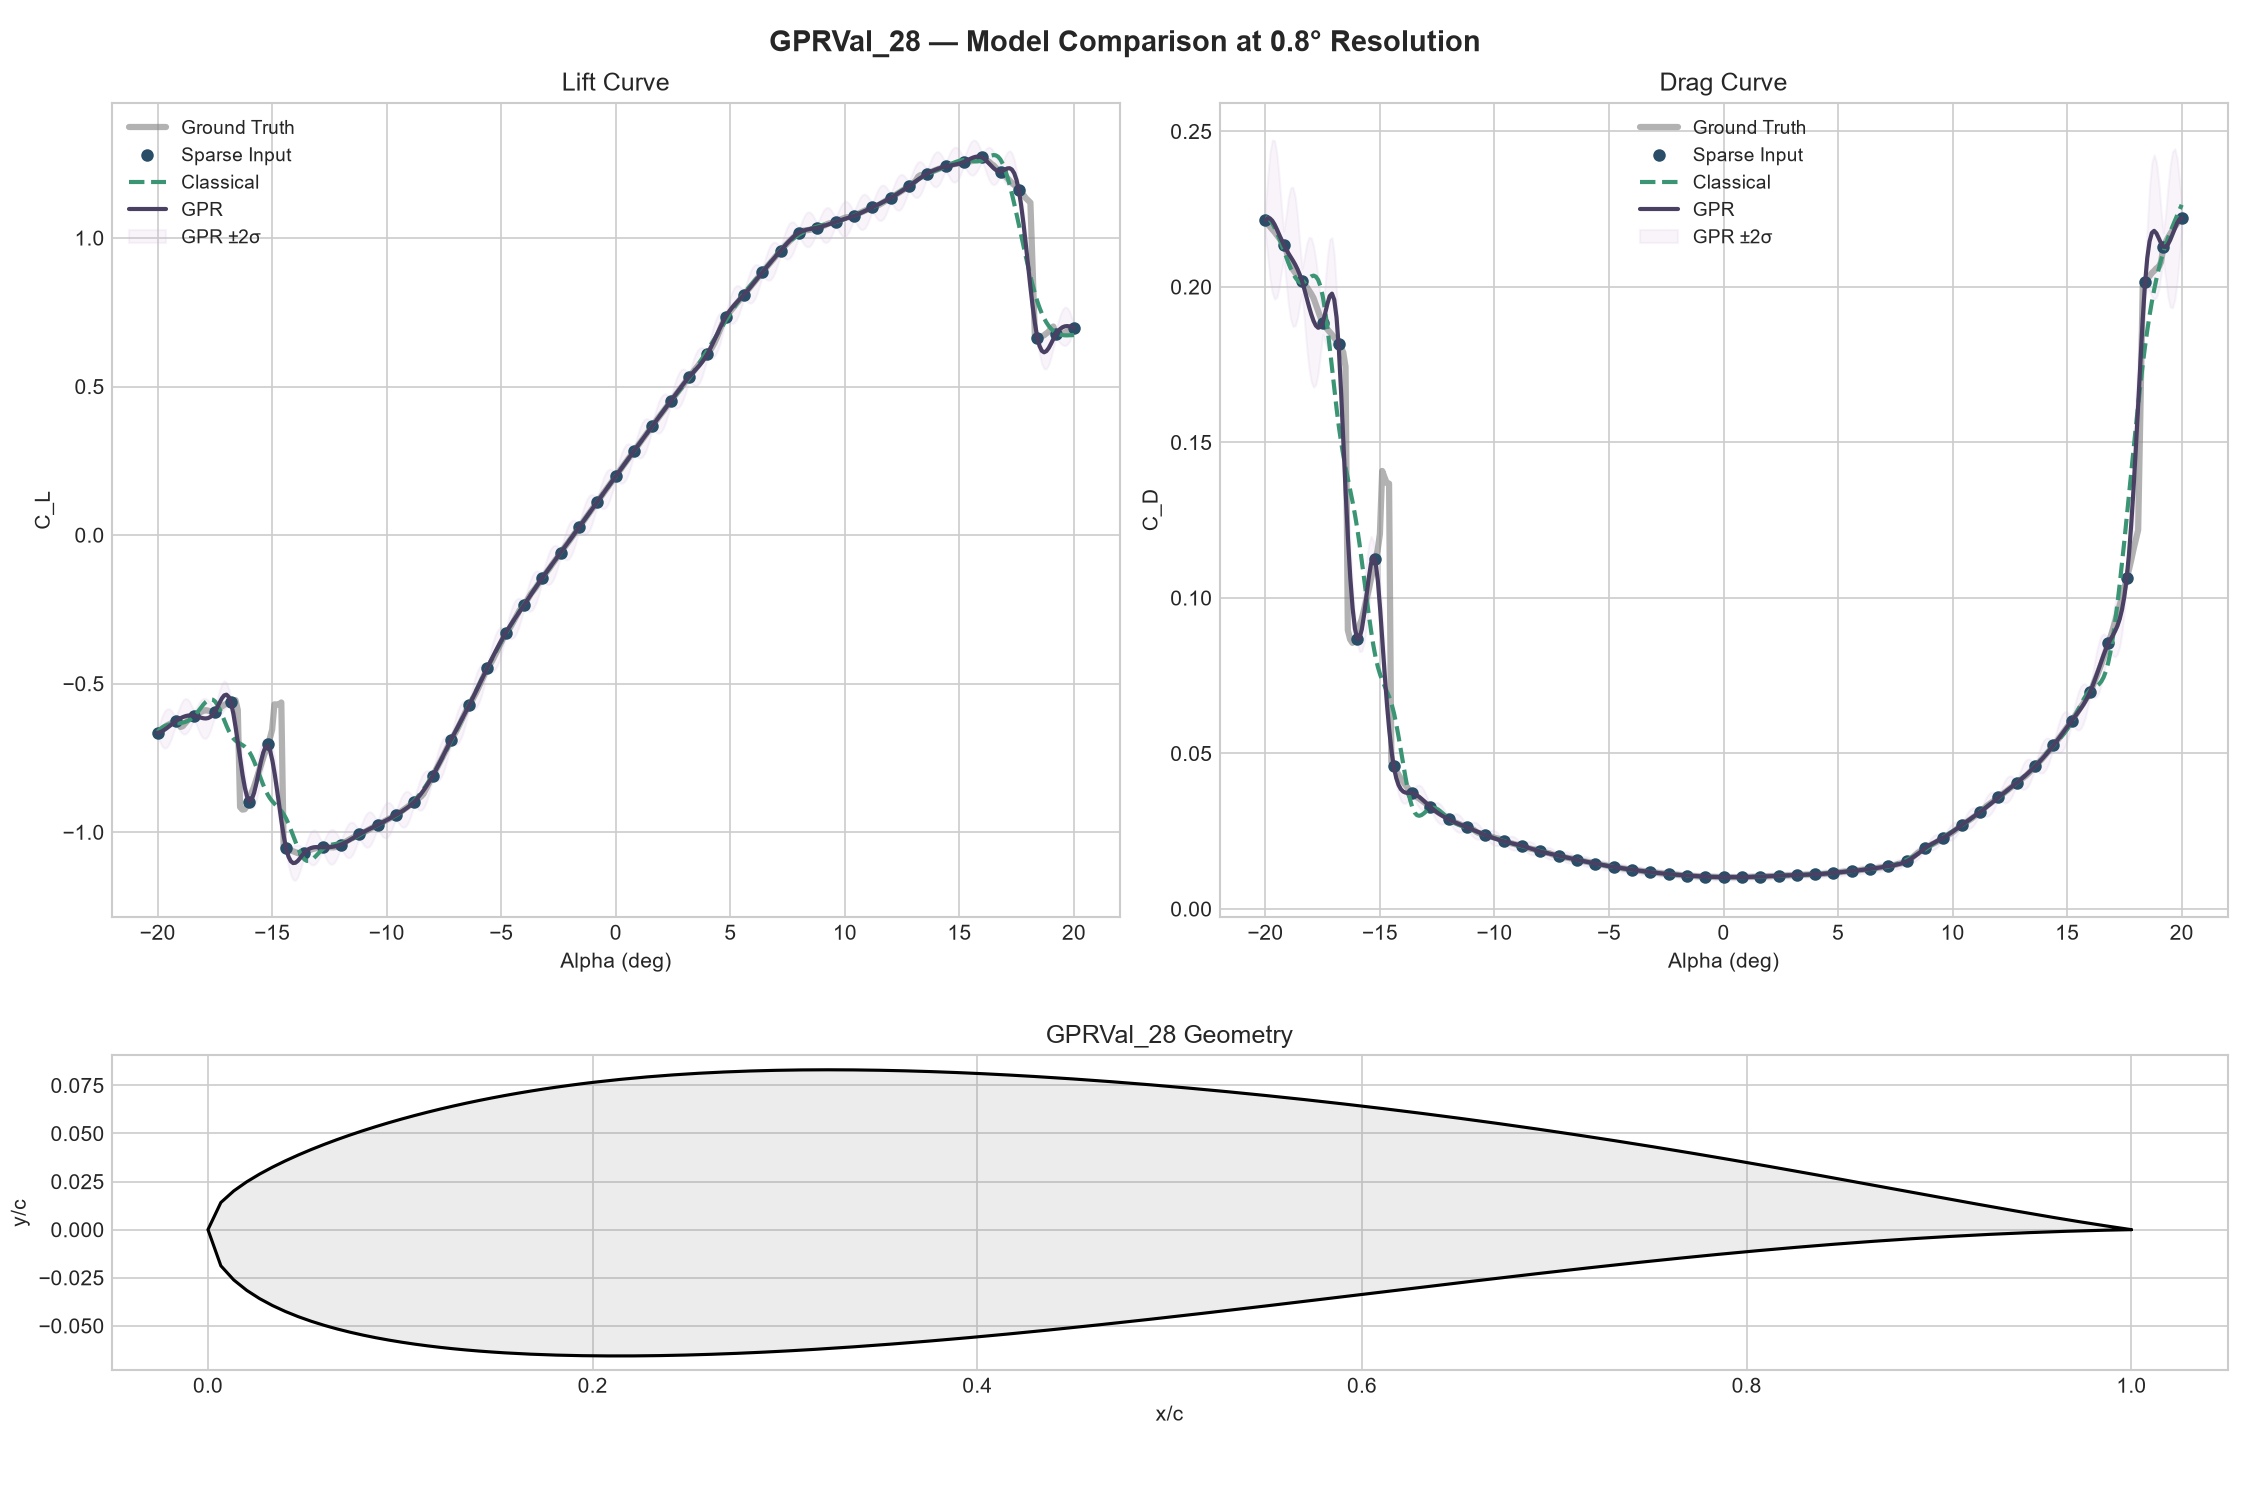 GPRVal_28 — Model Comparison at 0.8° Resolution
Lift Curve
Ground Truth
Sparse Input
Classical
GPR
GPR ±2σ
1.0
0.5
0.0
−0.5
−1.0
C_L
−20 −15 −10 −5 0 5 10 15 20
Alpha (deg)
Drag Curve
Ground Truth
Sparse Input
Classical
GPR
GPR ±2σ
0.25
0.20
0.15
0.10
0.05
0.00
C_D
−20 −15 −10 −5 0 5 10 15 20
Alpha (deg)
GPRVal_28 Geometry
0.075
0.050
0.025
0.000
−0.025
−0.050
y/c
0.0 0.2 0.4 0.6 0.8 1.0
x/c